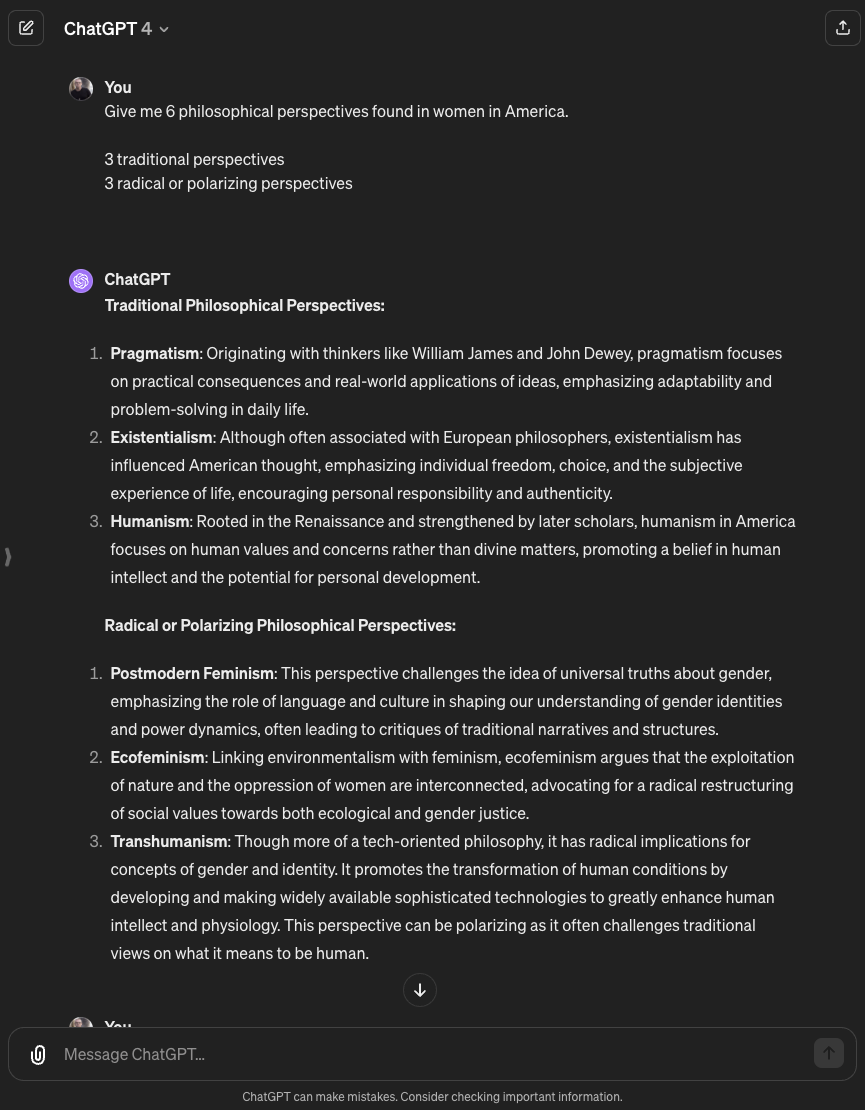 ChatGPT 4
You
Give me 6 philosophical perspectives found in women in America.
3 traditional perspectives
3 radical or polarizing perspectives
ChatGPT
Traditional Philosophical Perspectives:
1. Pragmatism: Originating with thinkers like William James and John Dewey, pragmatism focuses
on practical consequences and real-world applications of ideas, emphasizing adaptability and
problem-solving in daily life.
2. Existentialism: Although often associated with European philosophers, existentialism has
influenced American thought, emphasizing individual freedom, choice, and the subjective
experience of life, encouraging personal responsibility and authenticity.
3. Humanism: Rooted in the Renaissance and strengthened by later scholars, humanism in America
focuses on human values and concerns rather than divine matters, promoting a belief in human
intellect and the potential for personal development.
Radical or Polarizing Philosophical Perspectives:
1. Postmodern Feminism: This perspective challenges the idea of universal truths about gender,
emphasizing the role of language and culture in shaping our understanding of gender identities
and power dynamics, often leading to critiques of traditional narratives and structures.
2. Ecofeminism: Linking environmentalism with feminism, ecofeminism argues that the exploitation
of nature and the oppression of women are interconnected, advocating for a radical restructuring
of social values towards both ecological and gender justice.
3. Transhumanism: Though more of a tech-oriented philosophy, it has radical implications for
concepts of gender and identity. It promotes the transformation of human conditions by
developing and making widely available sophisticated technologies to greatly enhance human
intellect and physiology. This perspective can be polarizing as it often challenges traditional
views on what it means to be human.
You
Message ChatGPT...
ChatGPT can make mistakes. Consider checking important information.